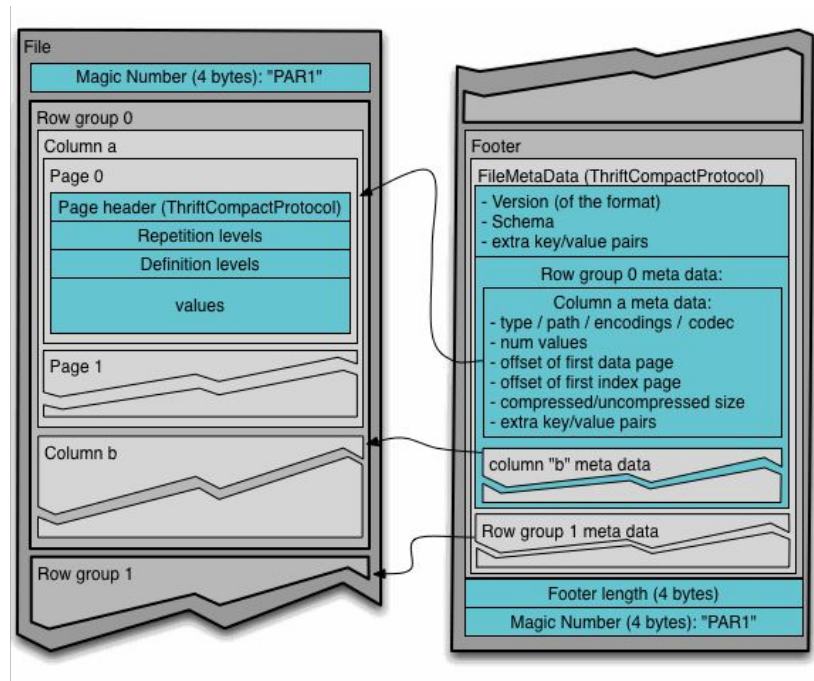 File
Magic Number (4 bytes): "PAR1"
Row group 0
Column a
Page 0
Page header (ThriftCompactProtocol)
Repetition levels
Definition levels
values
Page 1
Column b
Row group 1
Footer
FileMetaData (ThriftCompactProtocol)
- Version (of the format)
- Schema
- extra key/value pairs
Row group 0 meta data:
Column a meta data:
- type / path / encodings / codec
- num values
- offset of first data page
- offset of first index page
- compressed/uncompressed size
- extra key/value pairs
column "b" meta data
Row group 1 meta data
Footer length (4 bytes)
Magic Number (4 bytes): "PAR1"